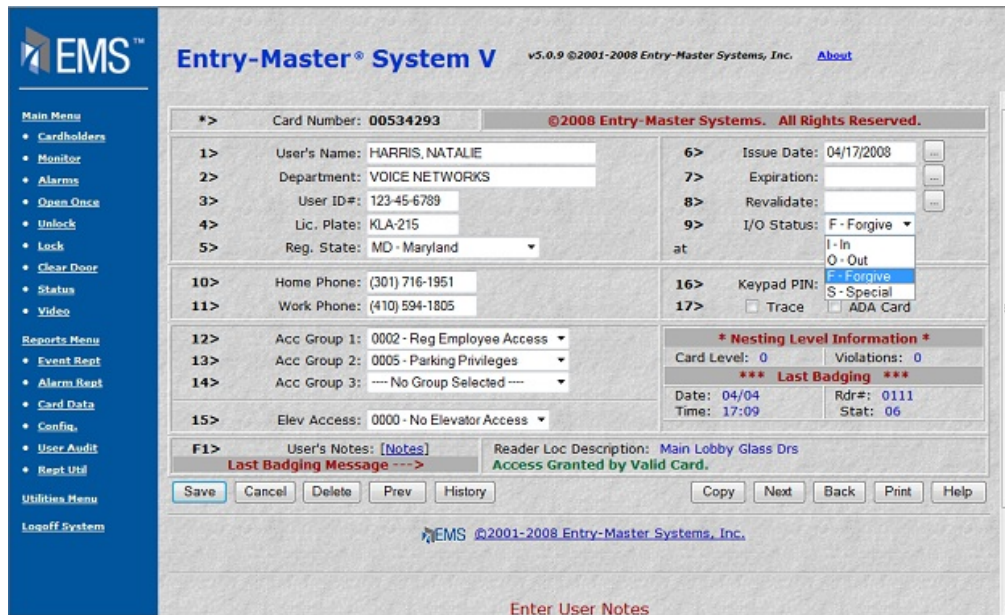 EMS™
Entry-Master® System V
v5.0.9 ©2001-2008 Entry-Master Systems, Inc.
About
Main Menu
Cardholders
Monitor
Alarms
Open Once
Unlock
Lock
Clear Door
Status
Video
Reports Menu
Event Rept
Alarm Rept
Card Data
Config.
User Audit
Rept Util
Utilities Menu
Logoff System
*> Card Number: 00534293
©2008 Entry-Master Systems. All Rights Reserved.
1> User's Name: HARRIS, NATALIE
2> Department: VOICE NETWORKS
3> User ID#: 123-45-6789
4> Lic. Plate: KLA-215
5> Reg. State: MD - Maryland
6> Issue Date: 04/17/2008 ...
7> Expiration: ...
8> Revalidate: ...
9> I/O Status: F - Forgive
at
I - In
O - Out
F - Forgive
S - Special
10> Home Phone: (301) 716-1951
11> Work Phone: (410) 594-1805
16> Keypad PIN:
17> Trace ADA Card
12> Acc Group 1: 0002 - Reg Employee Access
13> Acc Group 2: 0005 - Parking Privileges
14> Acc Group 3: ---- No Group Selected ----
15> Elev Access: 0000 - No Elevator Access
* Nesting Level Information *
Card Level: 0 Violations: 0
*** Last Badging ***
Date: 04/04 Rdr#: 0111
Time: 17:09 Stat: 06
F1> User's Notes: [Notes]
Reader Loc Description: Main Lobby Glass Drs
Last Badging Message --->
Access Granted by Valid Card.
Save Cancel Delete Prev History Copy Next Back Print Help
EMS ©2001-2008 Entry-Master Systems, Inc.
Enter User Notes